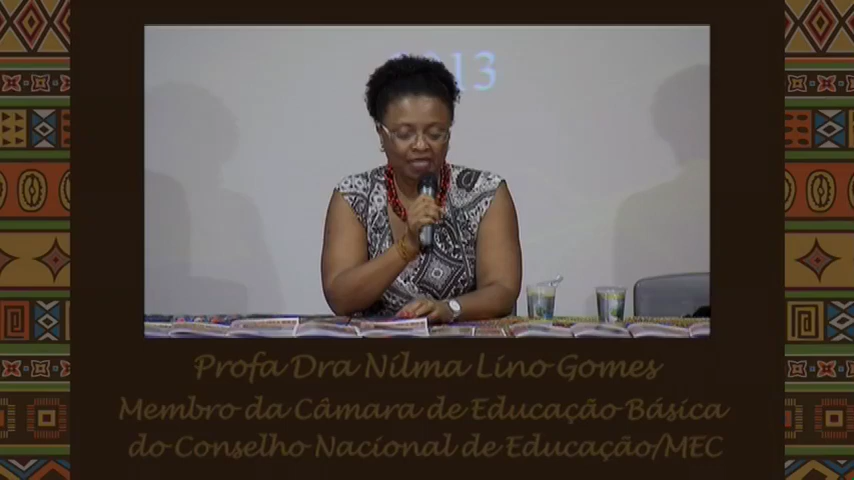 Profa Dra Nilma Lino Gomes
Membro da Câmara de Educação Básica
do Conselho Nacional de Educação/MEC